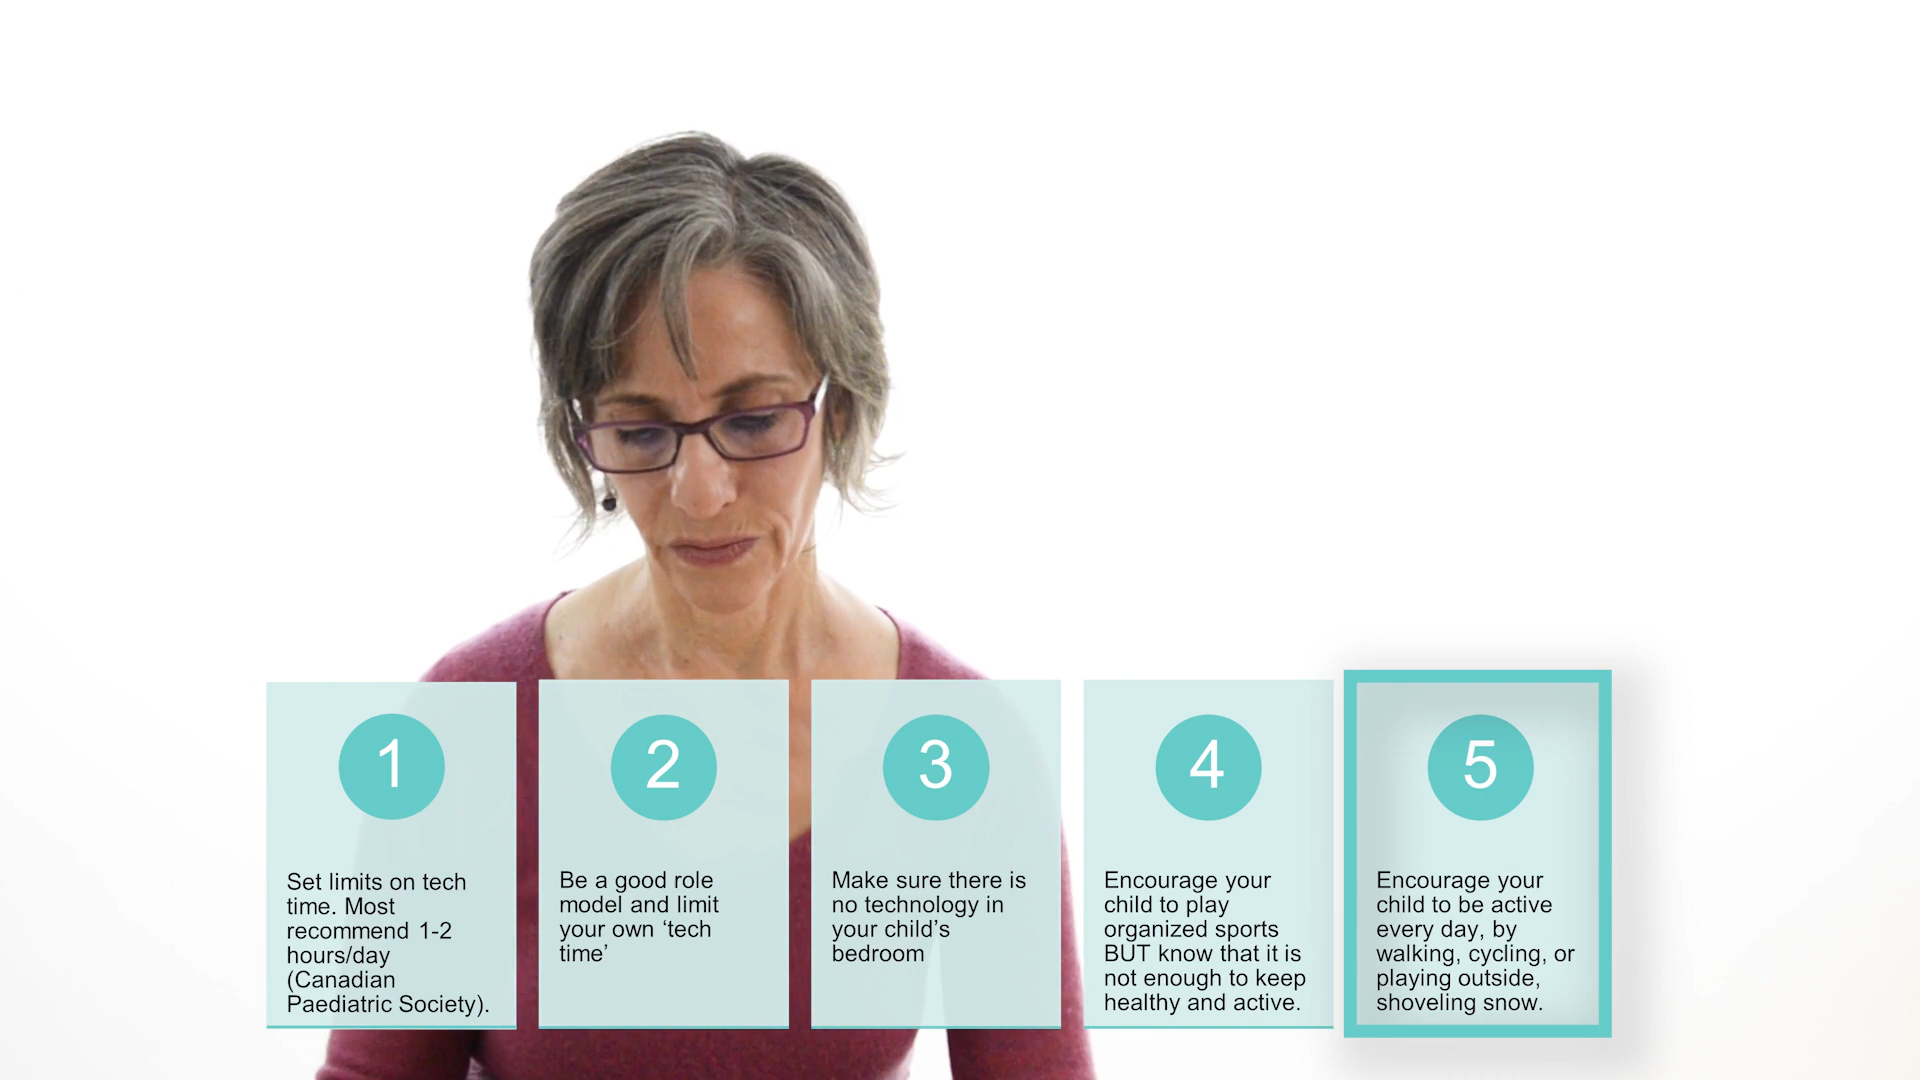 1
Set limits on tech
time. Most
recommend 1-2
hours/day
(Canadian
Paediatric Society).
2
Be a good role
model and limit
your own ‘tech
time’
3
Make sure there is
no technology in
your child’s
bedroom
4
Encourage your
child to play
organized sports
BUT know that it is
not enough to keep
healthy and active.
5
Encourage your
child to be active
every day, by
walking, cycling, or
playing outside,
shoveling snow.